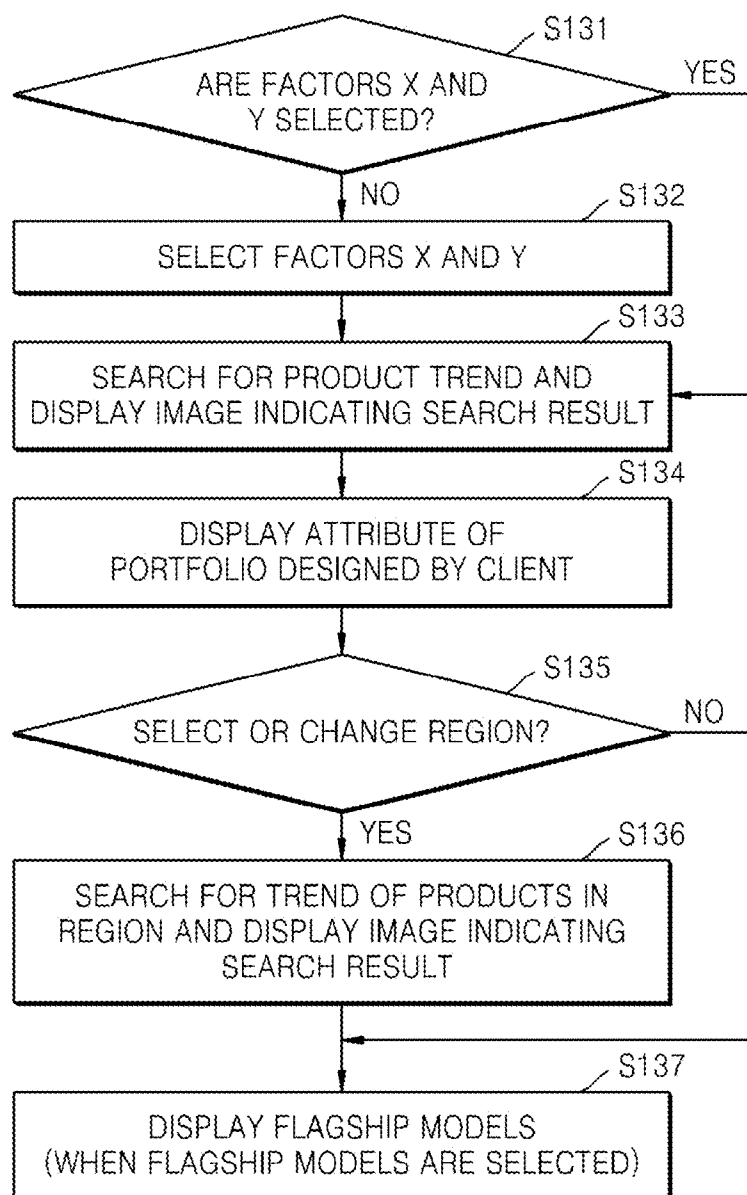 S131
ARE FACTORS X AND
Y SELECTED?
YES
NO
S132
SELECT FACTORS X AND Y
S133
SEARCH FOR PRODUCT TREND AND
DISPLAY IMAGE INDICATING SEARCH RESULT
S134
DISPLAY ATTRIBUTE OF
PORTFOLIO DESIGNED BY CLIENT
S135
SELECT OR CHANGE REGION?
NO
YES
S136
SEARCH FOR TREND OF PRODUCTS IN
REGION AND DISPLAY IMAGE INDICATING
SEARCH RESULT
S137
DISPLAY FLAGSHIP MODELS
(WHEN FLAGSHIP MODELS ARE SELECTED)